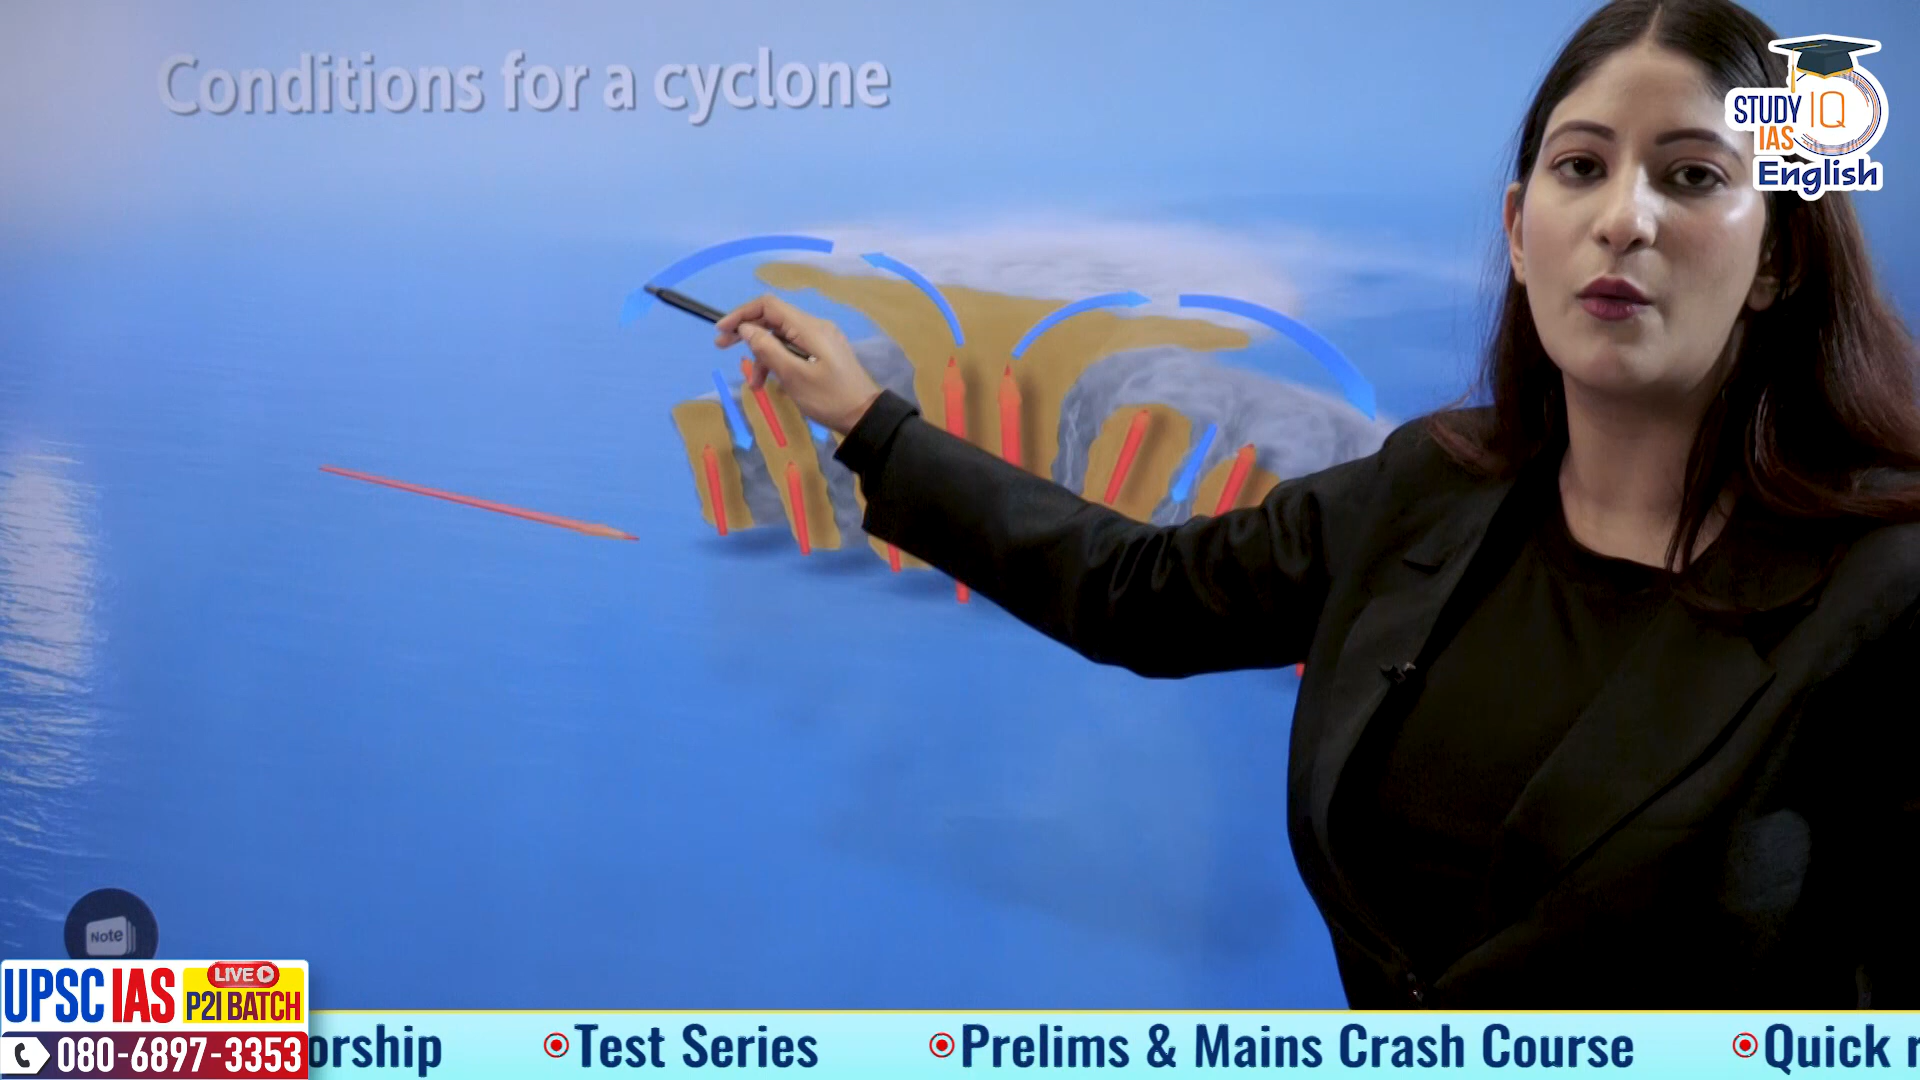 Conditions for a cyclone
STUDY IQ
IAS
English
Note
UPSC IAS
LIVE
P2I BATCH
080-6897-3353
orship
Test Series
Prelims & Mains Crash Course
Quick r